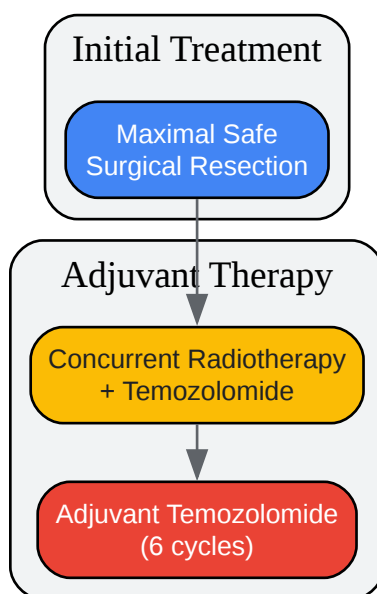 Initial Treatment
Maximal Safe
Surgical Resection
Adjuvant Therapy
Concurrent Radiotherapy
+ Temozolomide
Adjuvant Temozolomide
(6 cycles)